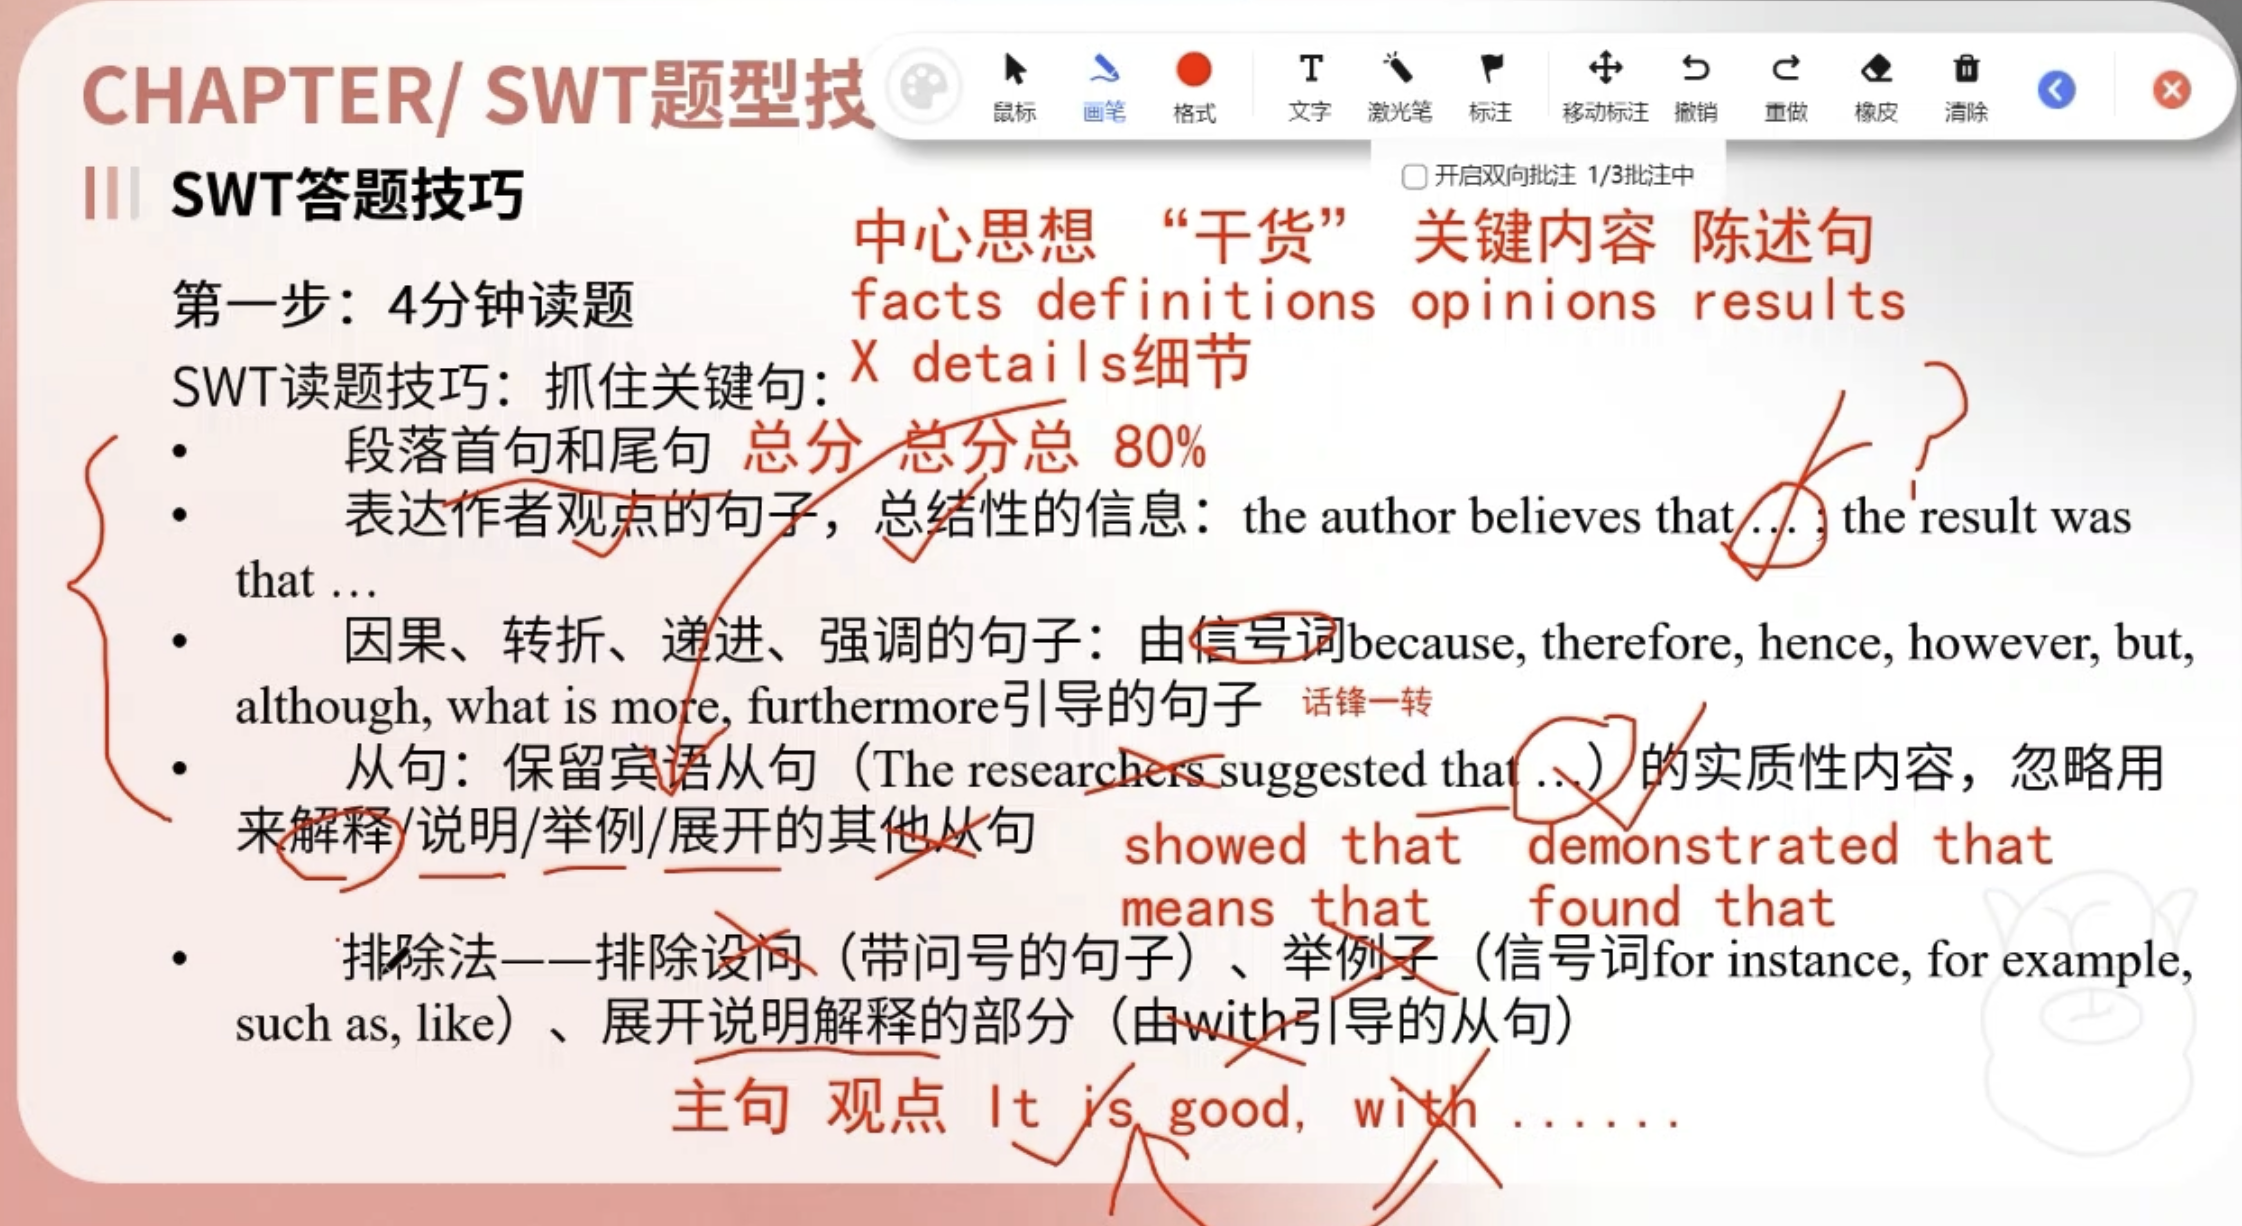 CHAPTER/ SWT题型技
鼠标 画笔 格式 文字 激光笔 标注 移动标注 撤销 重做 橡皮 清除
开启双向批注 1/3批注中
SWT答题技巧
中心思想 “干货” 关键内容 陈述句
第一步：4分钟读题
facts definitions opinions results
X details细节
SWT读题技巧：抓住关键句：
• 段落首句和尾句 总分 总分总 80%
• 表达作者观点的句子，总结性的信息：the author believes that … ; the result was
that …
• 因果、转折、递进、强调的句子：由信号词because, therefore, hence, however, but,
although, what is more, furthermore引导的句子 话锋一转
• 从句：保留宾语从句（The researchers suggested that …）的实质性内容，忽略用
来解释/说明/举例/展开的其他从句
showed that demonstrated that
means that found that
• 排除法——排除设问（带问号的句子）、举例子（信号词for instance, for example,
such as, like）、展开说明解释的部分（由with引导的从句）
主句 观点 It is good, with ......